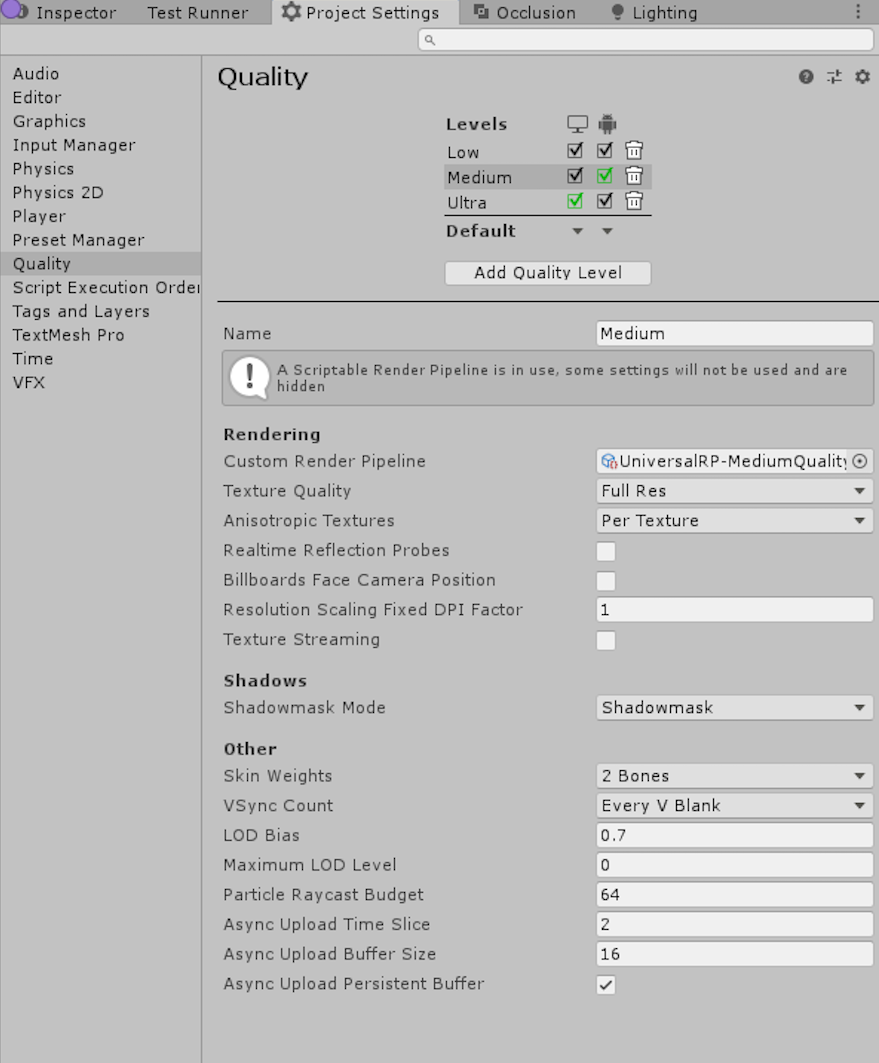 Inspector Test Runner Project Settings Occlusion Lighting
Audio
Editor
Graphics
Input Manager
Physics
Physics 2D
Player
Preset Manager
Quality
Script Execution Order
Tags and Layers
TextMesh Pro
Time
VFX
Quality
Levels
Low
Medium
Ultra
Default
Add Quality Level
Name Medium
A Scriptable Render Pipeline is in use, some settings will not be used and are
hidden
Rendering
Custom Render Pipeline UniversalRP-MediumQuality
Texture Quality Full Res
Anisotropic Textures Per Texture
Realtime Reflection Probes
Billboards Face Camera Position
Resolution Scaling Fixed DPI Factor 1
Texture Streaming
Shadows
Shadowmask Mode Shadowmask
Other
Skin Weights 2 Bones
VSync Count Every V Blank
LOD Bias 0.7
Maximum LOD Level 0
Particle Raycast Budget 64
Async Upload Time Slice 2
Async Upload Buffer Size 16
Async Upload Persistent Buffer